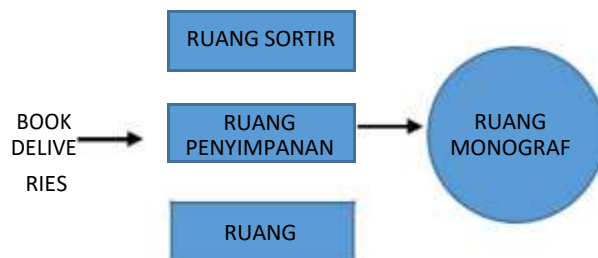 RUANG SORTIR
BOOK
DELIVE
RIES
RUANG
PENYIMPANAN
RUANG
MONOGRAF
RUANG